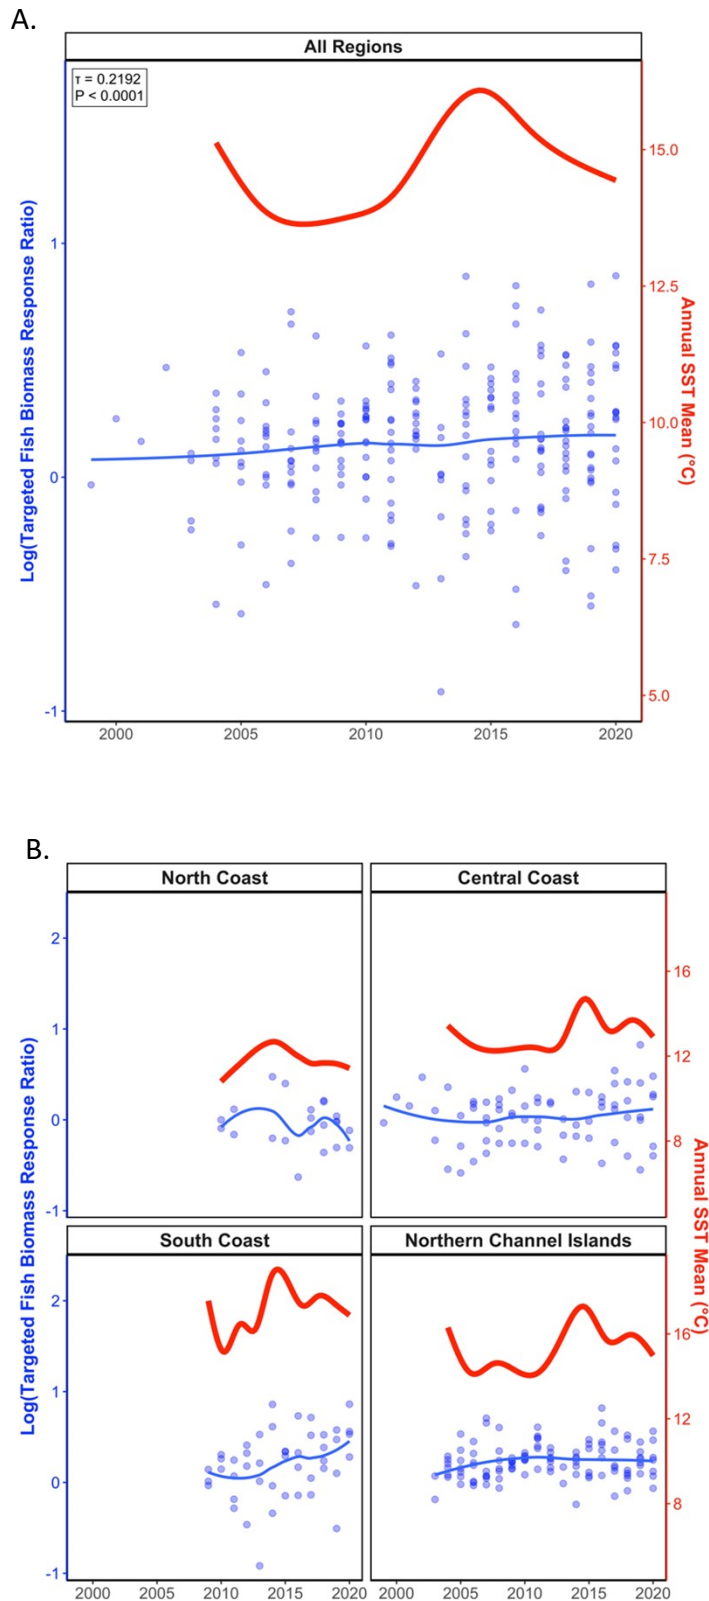 A.
All Regions
τ = 0.2192
P < 0.0001
Log(Targeted Fish Biomass Response Ratio)
1
0
-1
15.0
12.5
10.0
7.5
5.0
Annual SST Mean (°C)
2000 2005 2010 2015 2020
B.
North Coast Central Coast
2
1
0
-1
16
12
8
Log(Targeted Fish Biomass Response Ratio)
Annual SST Mean (°C)
South Coast Northern Channel Islands
2
1
0
-1
16
12
8
2000 2005 2010 2015 2020 2000 2005 2010 2015 2020